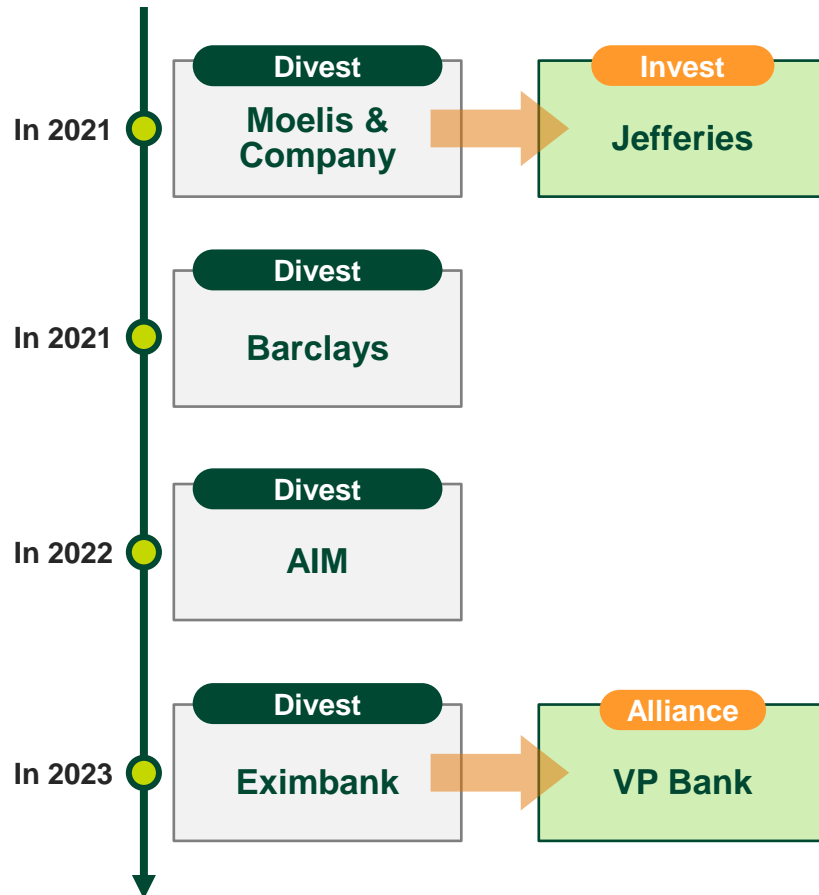 Divest
Invest
In 2021
Moelis &
Company
Jefferies
Divest
In 2021
Barclays
Divest
In 2022
AIM
Divest
Alliance
In 2023
Eximbank
VP Bank